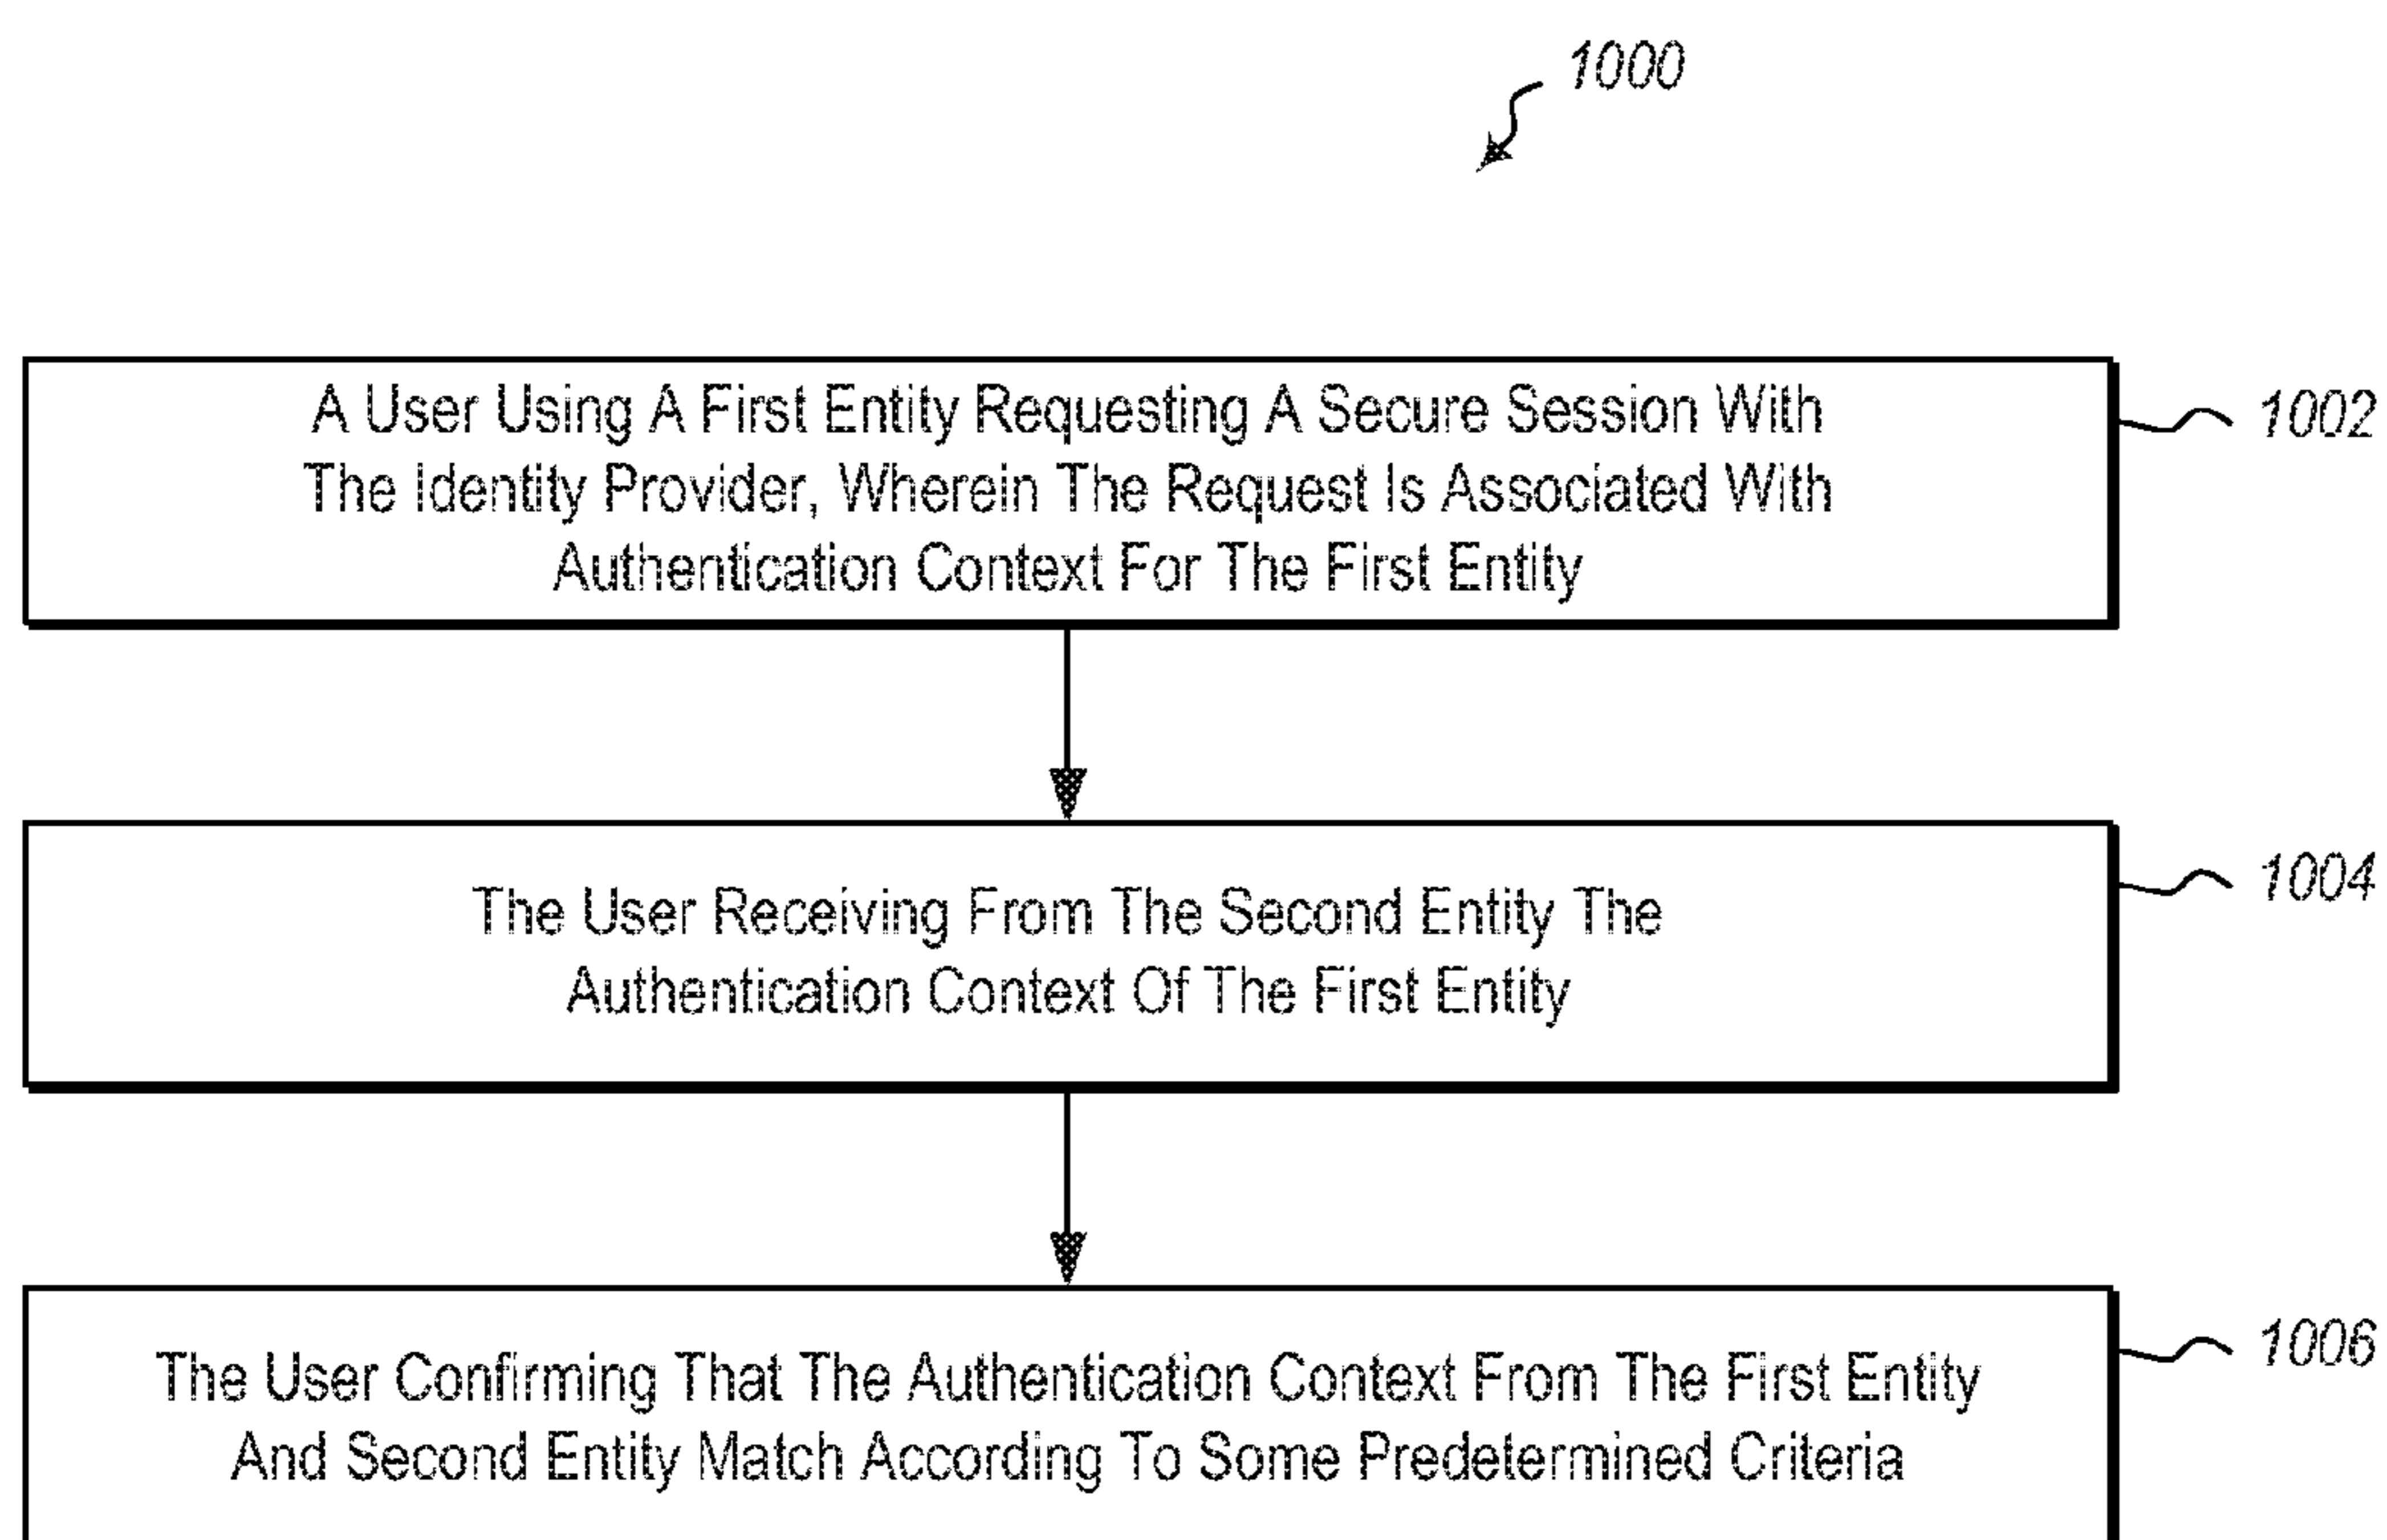 1000
A User Using A First Entity Requesting A Secure Session With
The Identity Provider, Wherein The Request Is Associated With
Authentication Context For The First Entity
1002
The User Receiving From The Second Entity The
Authentication Context Of The First Entity
1004
The User Confirming That The Authentication Context From The First Entity
And Second Entity Match According To Some Predetermined Criteria
1006